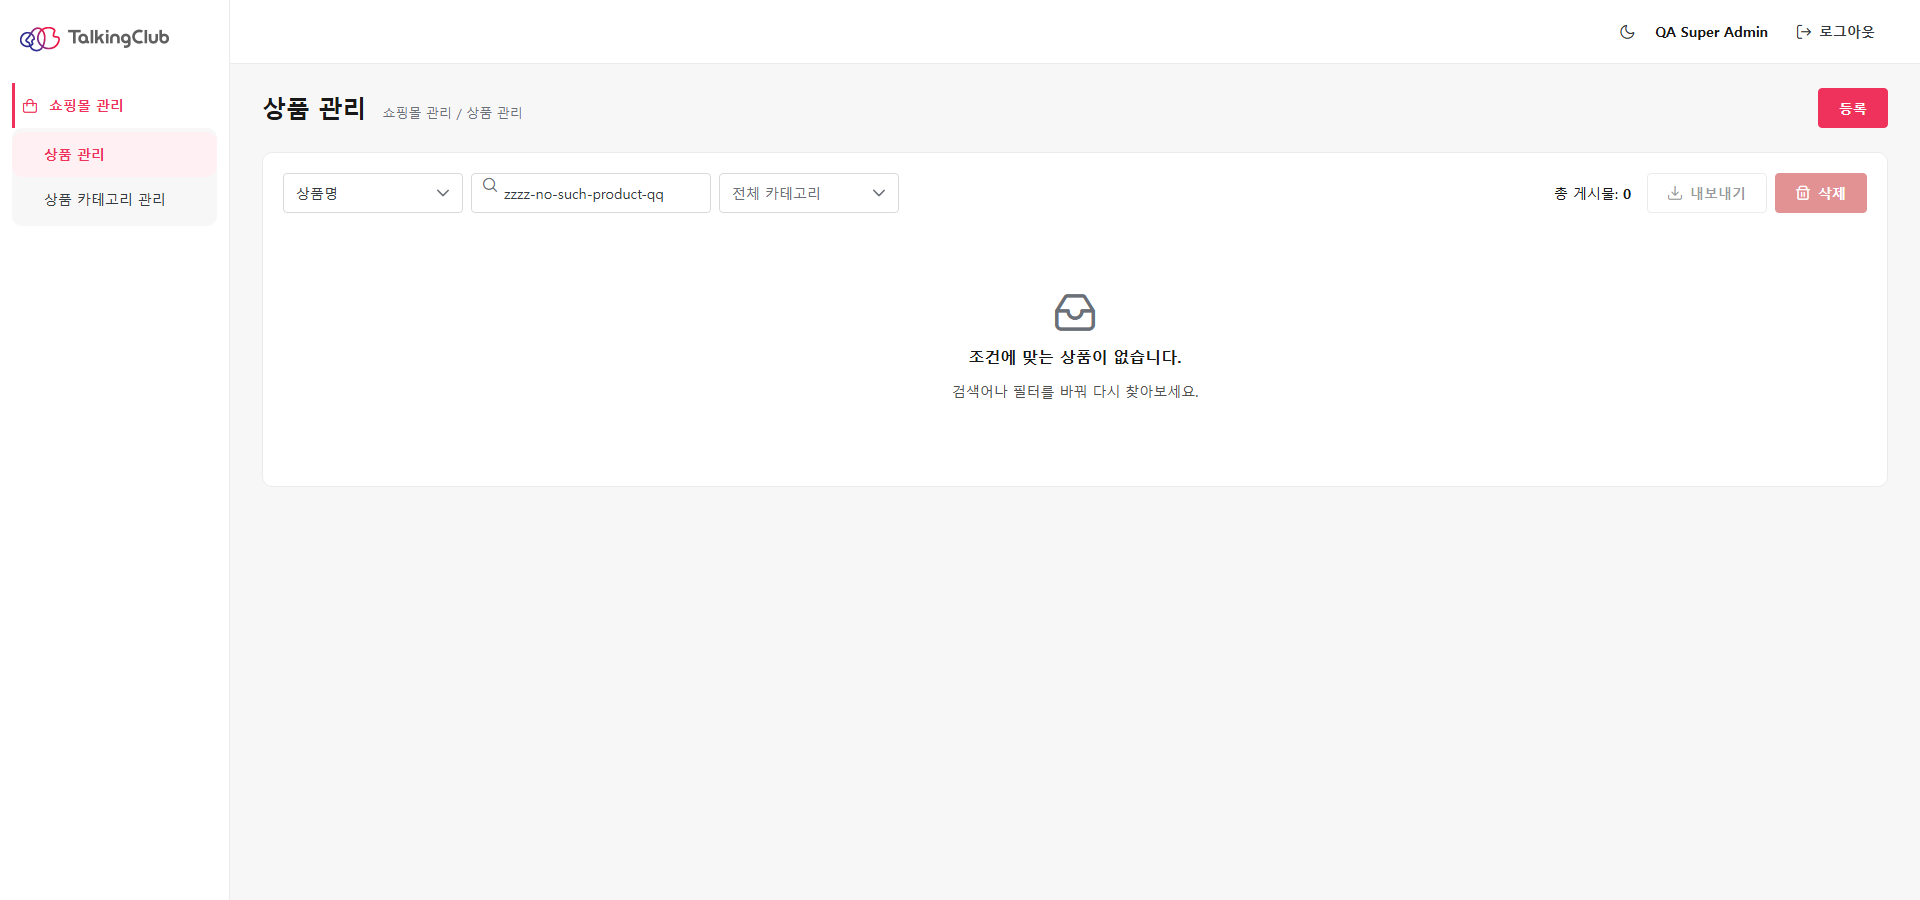 TalkingClub
QA Super Admin
로그아웃
쇼핑몰 관리
상품 관리
상품 카테고리 관리
상품 관리
쇼핑몰 관리 / 상품 관리
등록
상품명
zzzz-no-such-product-qq
전체 카테고리
총 게시물: 0
내보내기
삭제
조건에 맞는 상품이 없습니다.
검색어나 필터를 바꿔 다시 찾아보세요.